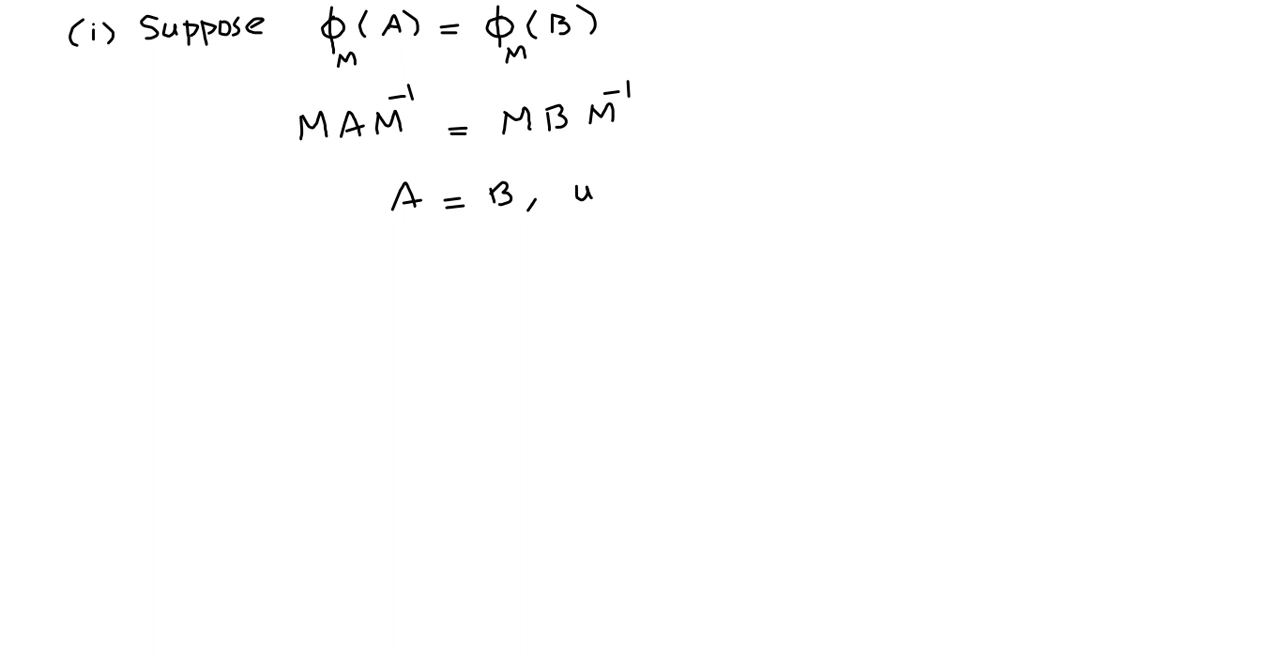 (i) Suppose ϕ_M(A) = ϕ_M(B)
MAM⁻¹ = MBM⁻¹
A = B, u